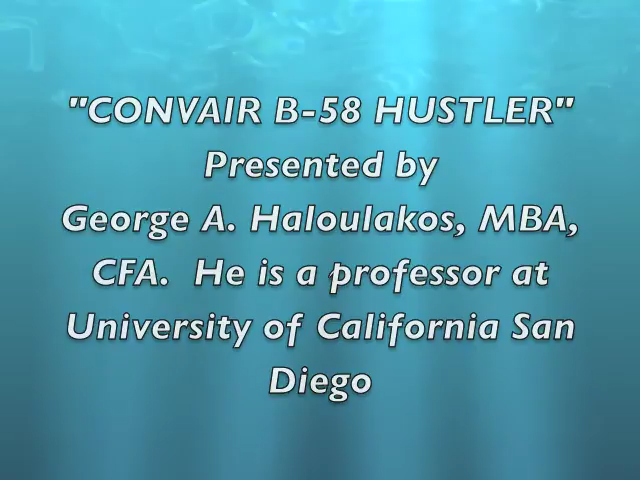 "CONVAIR B-58 HUSTLER"
Presented by
George A. Haloulakos, MBA,
CFA.  He is a professor at
University of California San
Diego